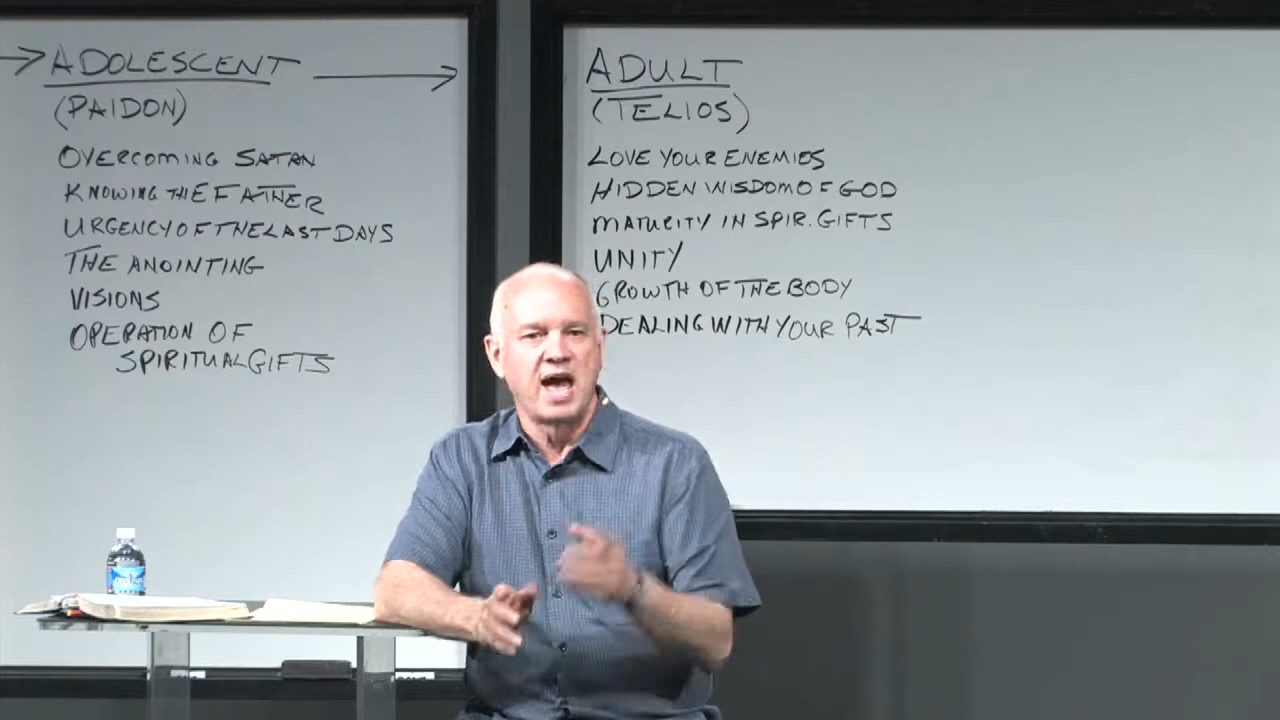 →ADOLESCENT →
(PAIDON)
OVERCOMING SATAN
KNOWING THE FATHER
URGENCY OF THE LAST DAYS
THE ANOINTING
VISIONS
OPERATION OF
SPIRITUAL GIFTS
ADULT
(TELIOS)
LOVE YOUR ENEMIES
HIDDEN WISDOM OF GOD
MATURITY IN SPIR. GIFTS
UNITY
GROWTH OF THE BODY
DEALING WITH YOUR PAST